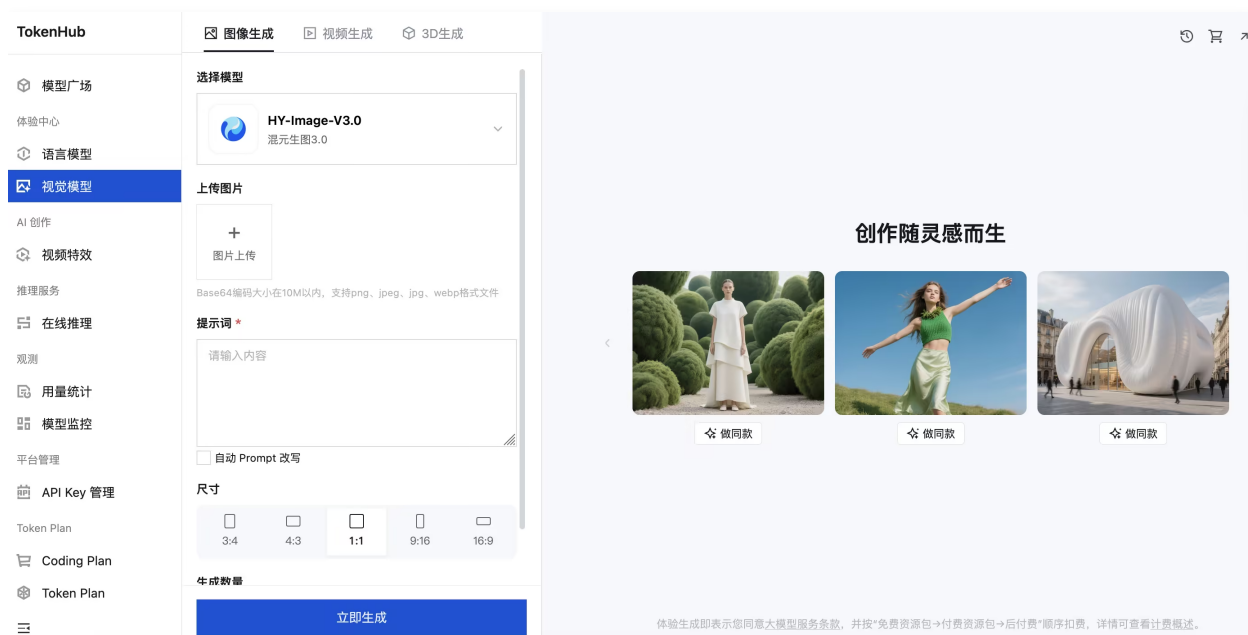 TokenHub
模型广场
体验中心
语言模型
视觉模型
AI 创作
视频特效
推理服务
在线推理
观测
用量统计
模型监控
平台管理
API Key 管理
Token Plan
Coding Plan
Token Plan
图像生成 视频生成 3D生成
选择模型
HY-Image-V3.0
混元生图3.0
上传图片
图片上传
Base64编码大小在10M以内，支持png、jpeg、jpg、webp格式文件
提示词 *
请输入内容
自动 Prompt 改写
尺寸
3:4 4:3 1:1 9:16 16:9
生成数量
立即生成
创作随灵感而生
做同款 做同款 做同款
体验生成即表示您同意大模型服务条款，并按“免费资源包→付费资源包→后付费”顺序扣费，详情可查看计费概述。